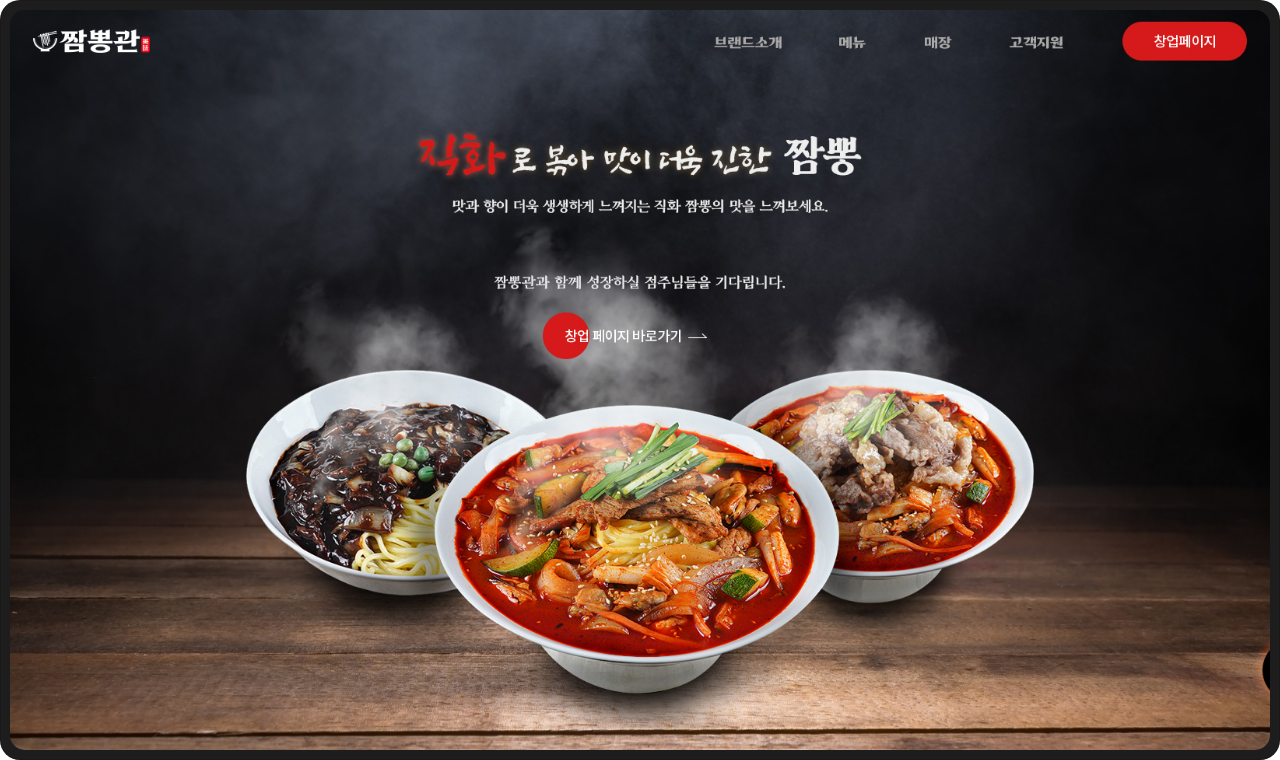 짬뽕관
브랜드소개
메뉴
매장
고객지원
창업페이지
직화로 볶아 맛이 더욱 진한 짬뽕
맛과 향이 더욱 생생하게 느껴지는 직화 짬뽕의 맛을 느껴보세요.
짬뽕관과 함께 성장하실 점주님들을 기다립니다.
창업 페이지 바로가기